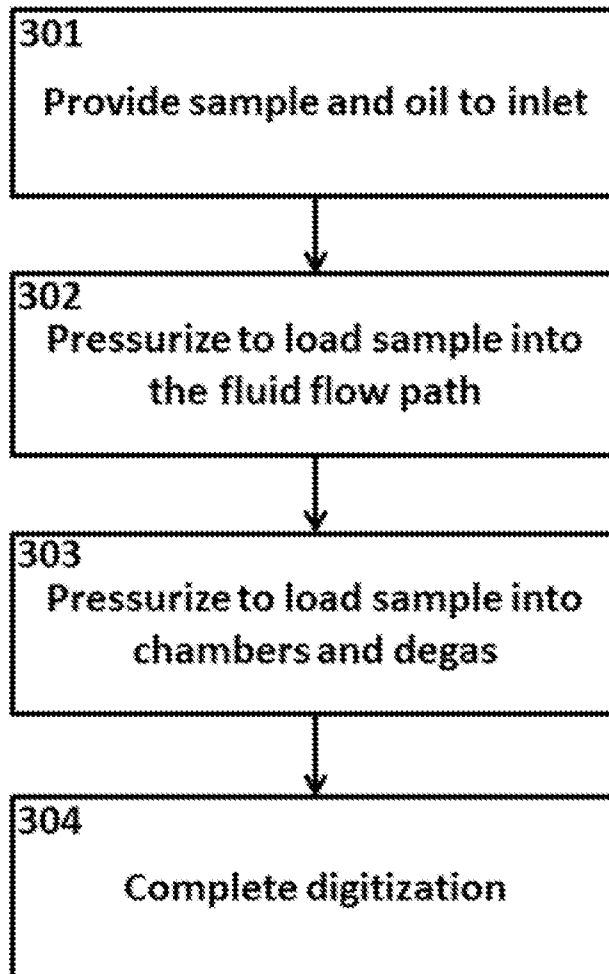 301
Provide sample and oil to inlet
302
Pressurize to load sample into
the fluid flow path
303
Pressurize to load sample into
chambers and degas
304
Complete digitization